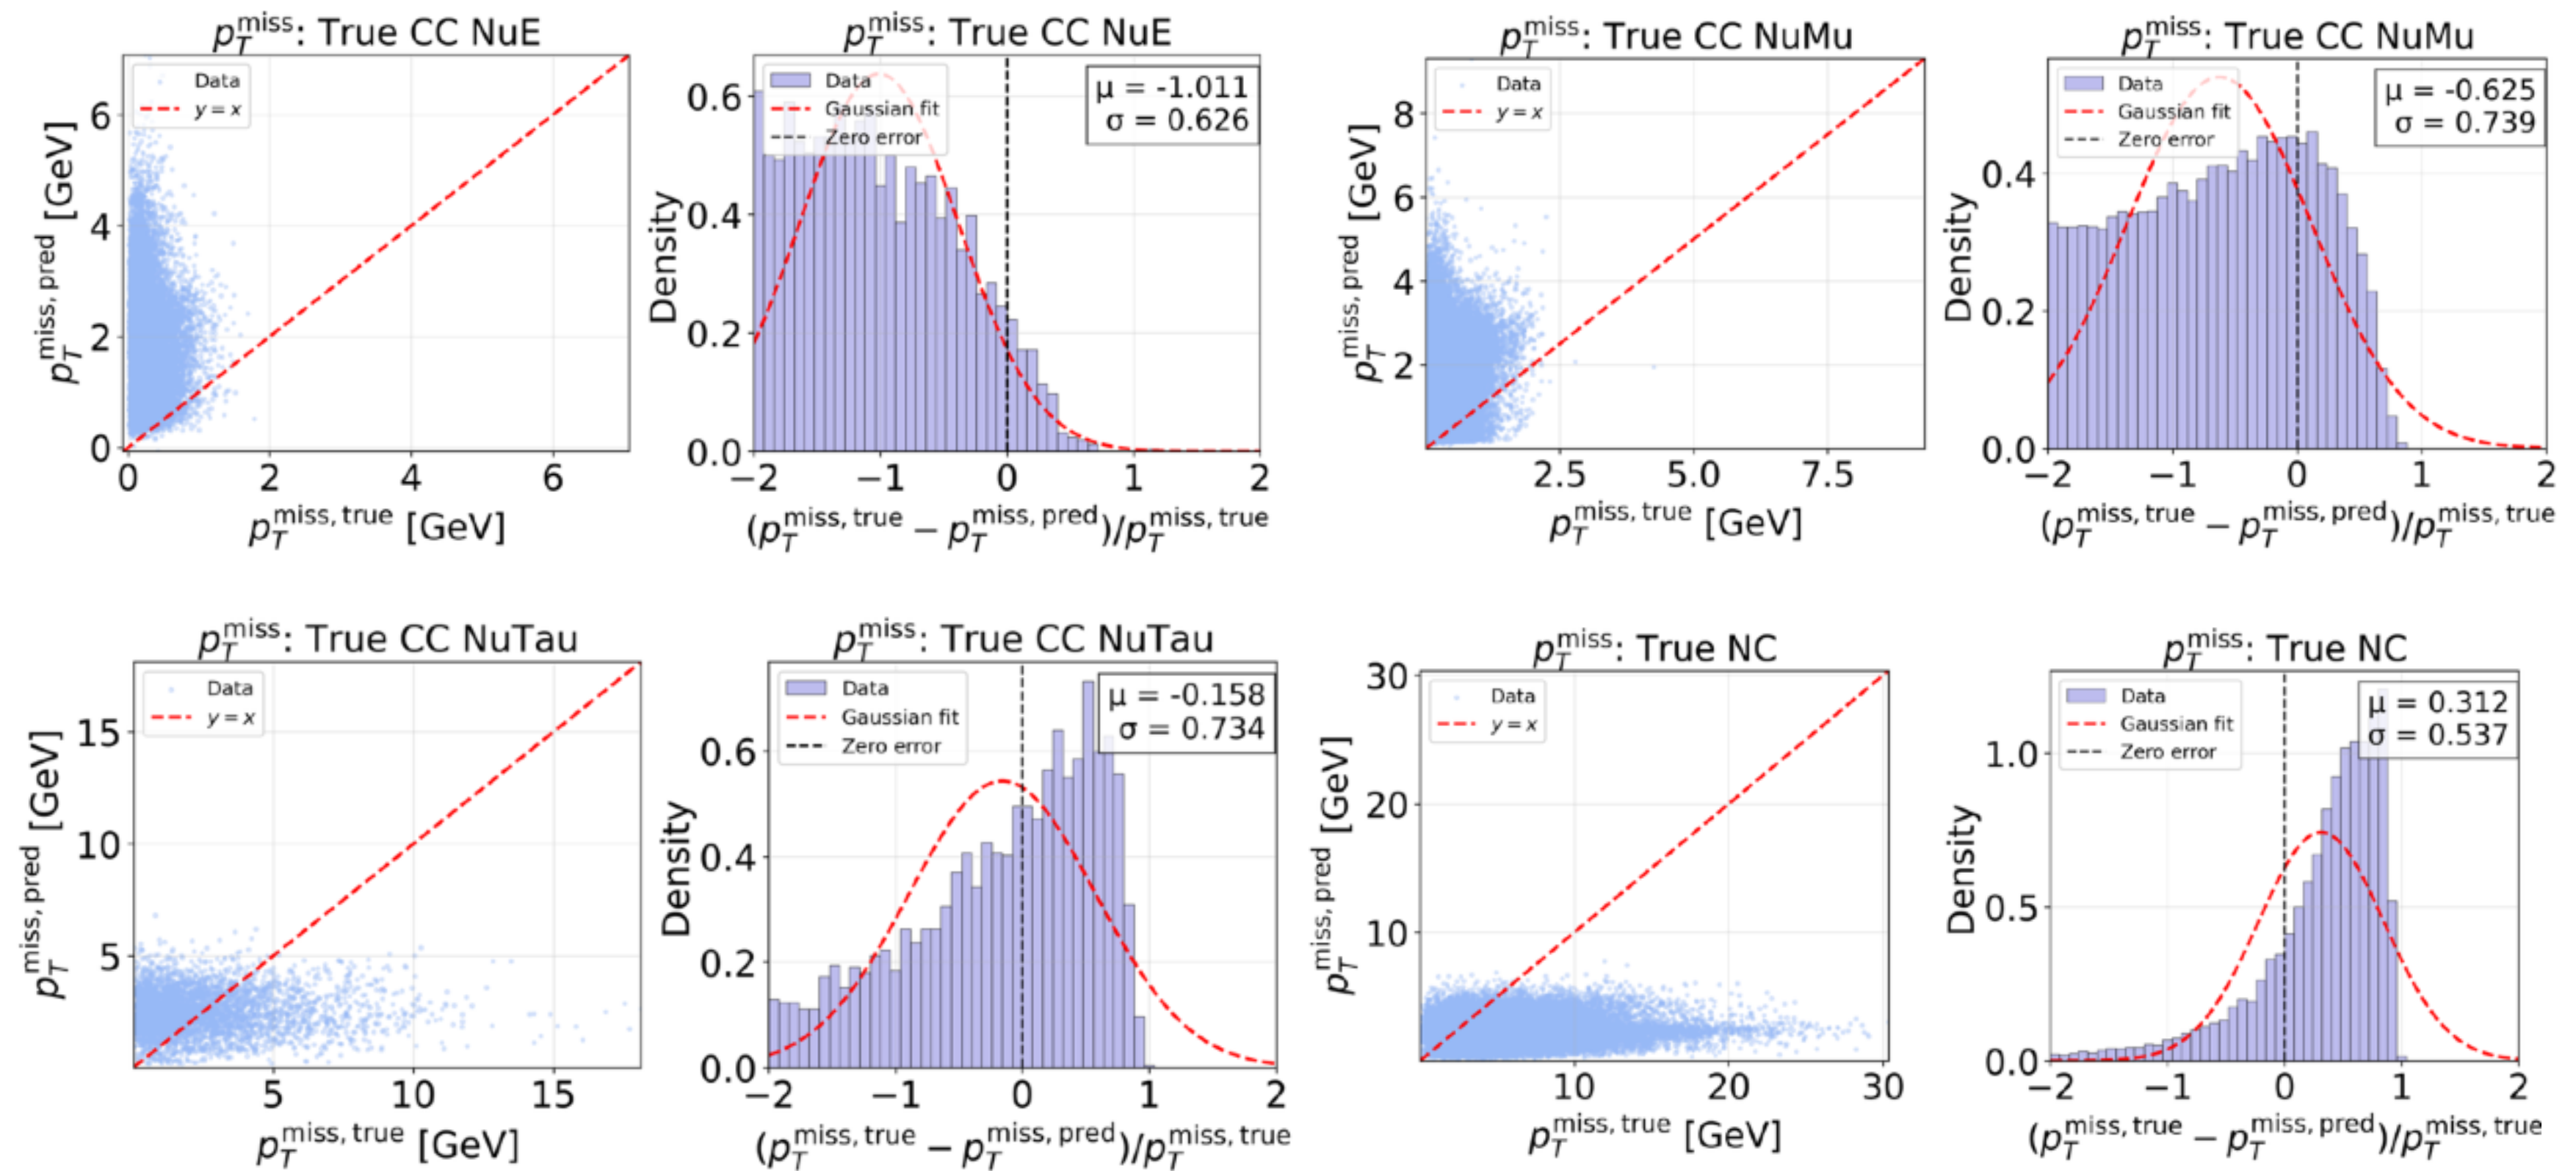 p_T^miss: True CC NuE
Data
y = x
6
4
2
0
0 2 4 6
p_T^miss, pred [GeV]
p_T^miss, true [GeV]
p_T^miss: True CC NuE
Data
Gaussian fit
Zero error
μ = -1.011
σ = 0.626
0.6
0.4
0.2
0.0
−2 −1 0 1 2
Density
(p_T^miss, true − p_T^miss, pred)/p_T^miss, true
p_T^miss: True CC NuMu
Data
y = x
8
6
4
2
2.5 5.0 7.5
p_T^miss, pred [GeV]
p_T^miss, true [GeV]
p_T^miss: True CC NuMu
Data
Gaussian fit
Zero error
μ = -0.625
σ = 0.739
0.4
0.2
0.0
−2 −1 0 1 2
Density
(p_T^miss, true − p_T^miss, pred)/p_T^miss, true
p_T^miss: True CC NuTau
Data
y = x
15
10
5
5 10 15
p_T^miss, pred [GeV]
p_T^miss, true [GeV]
p_T^miss: True CC NuTau
Data
Gaussian fit
Zero error
μ = -0.158
σ = 0.734
0.6
0.4
0.2
0.0
−2 −1 0 1 2
Density
(p_T^miss, true − p_T^miss, pred)/p_T^miss, true
p_T^miss: True NC
Data
y = x
30
20
10
10 20 30
p_T^miss, pred [GeV]
p_T^miss, true [GeV]
p_T^miss: True NC
Data
Gaussian fit
Zero error
μ = 0.312
σ = 0.537
1.0
0.5
0.0
−2 −1 0 1 2
Density
(p_T^miss, true − p_T^miss, pred)/p_T^miss, true